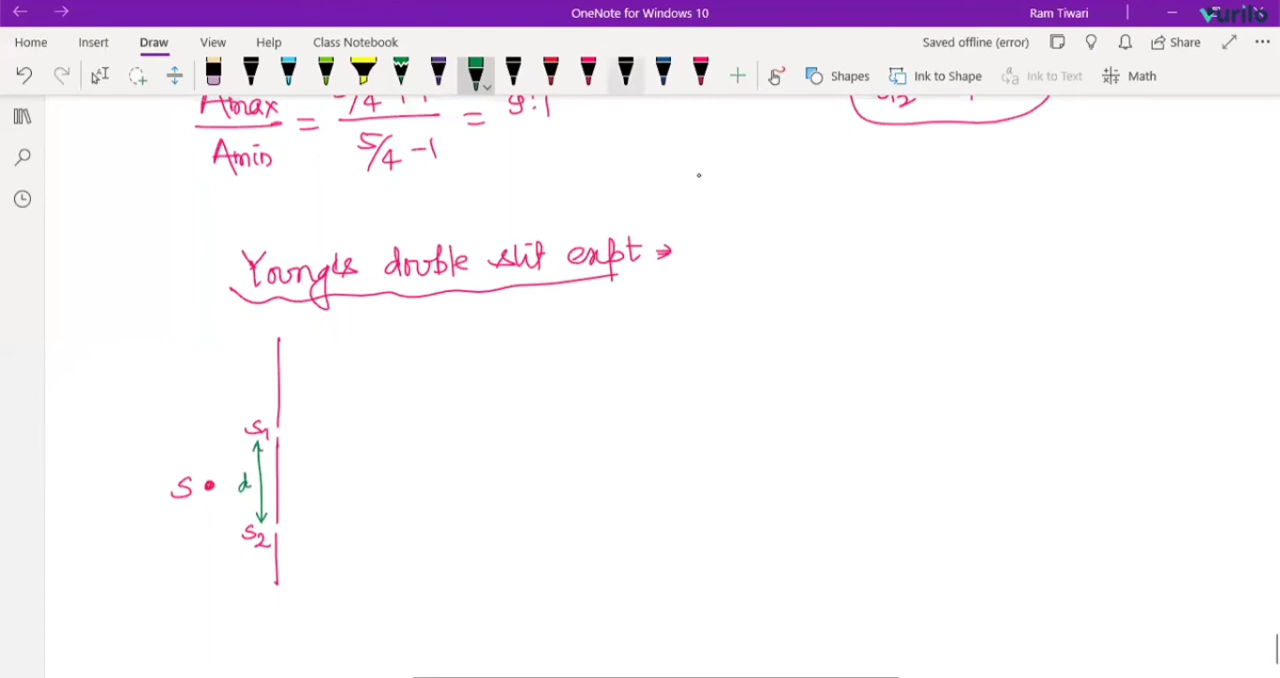 OneNote for Windows 10
Ram Tiwari
Yurilo
Home Insert Draw View Help Class Notebook
Saved offline (error)
Share
Shapes
Ink to Shape
Ink to Text
Math
Amax
Amin
=
5/4 - 1
= 9:1
Young's double slit expt →
S1
S
d
S2